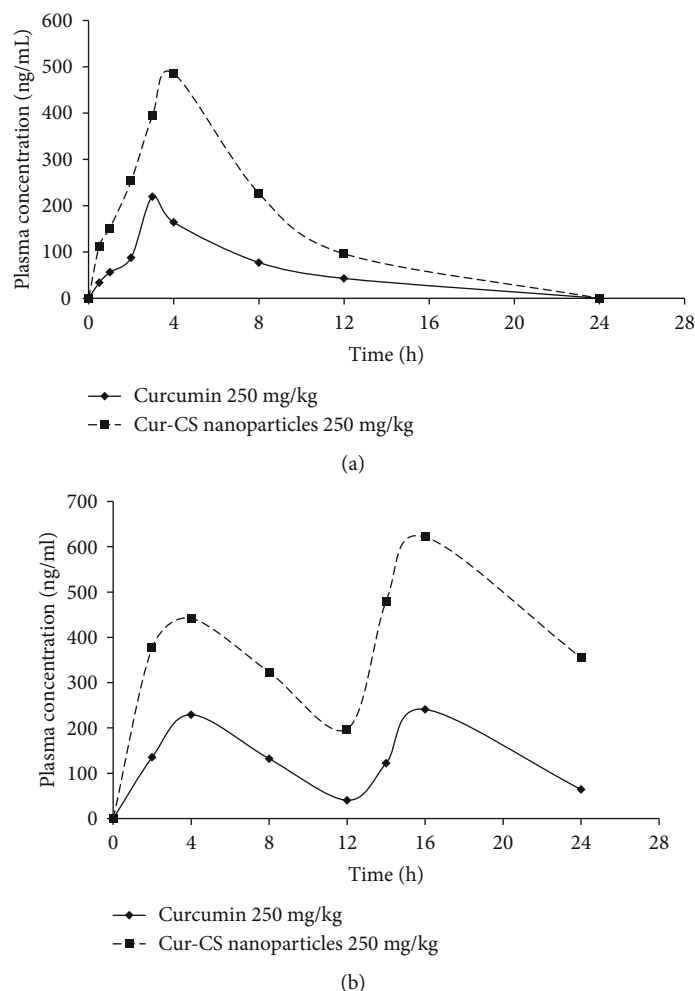 600
500
400
300
200
100
0
Plasma concentration (ng/mL)
0 4 8 12 16 20 24 28
Time (h)
Curcumin 250 mg/kg
Cur-CS nanoparticles 250 mg/kg
(a)
700
600
500
400
300
200
100
0
Plasma concentration (ng/ml)
0 4 8 12 16 20 24 28
Time (h)
Curcumin 250 mg/kg
Cur-CS nanoparticles 250 mg/kg
(b)